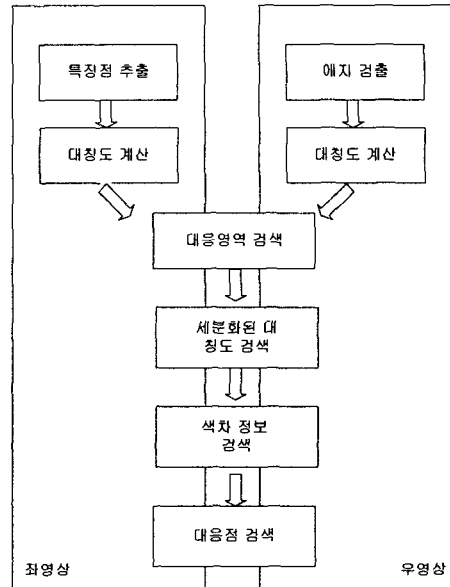 특징점 추출
에지 검출
대칭도 계산
대칭도 계산
대응영역 검색
세분화된 대
칭도 검색
색차 정보
검색
대응점 검색
좌영상
우영상